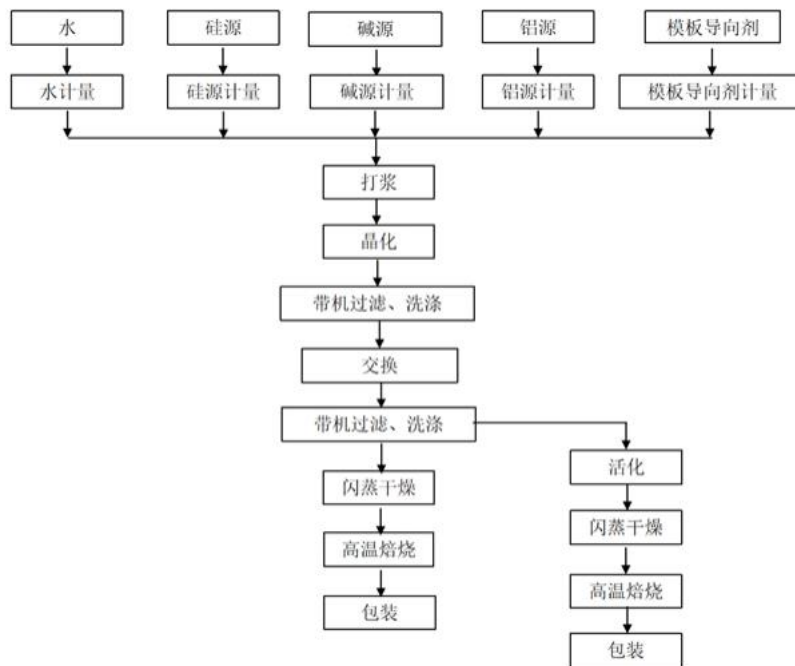 水
硅源
碱源
铝源
模板导向剂
水计量
硅源计量
碱源计量
铝源计量
模板导向剂计量
打浆
晶化
带机过滤、洗涤
交换
带机过滤、洗涤
活化
闪蒸干燥
闪蒸干燥
高温焙烧
高温焙烧
包装
包装